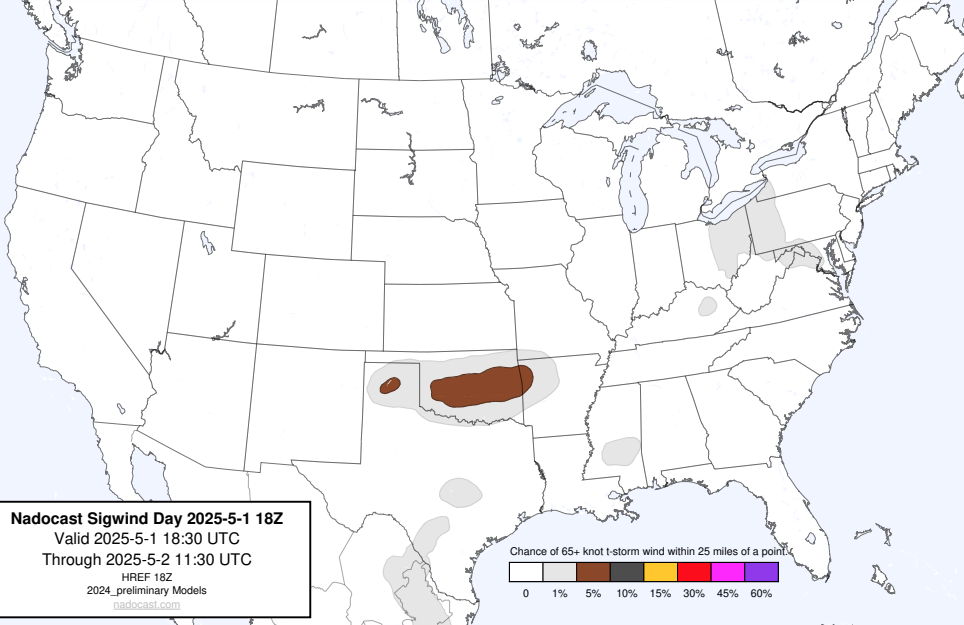 Nadocast Sigwind Day 2025-5-1 18Z
Valid 2025-5-1 18:30 UTC
Through 2025-5-2 11:30 UTC
HREF 18Z
2024_preliminary Models
nadocast.com
Chance of 65+ knot t-storm wind within 25 miles of a point.
0 1% 5% 10% 15% 30% 45% 60%